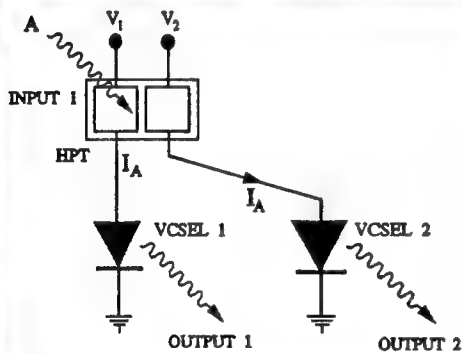 A
V1 V2
INPUT 1
HPT
IA
IA
VCSEL 1
VCSEL 2
OUTPUT 1
OUTPUT 2